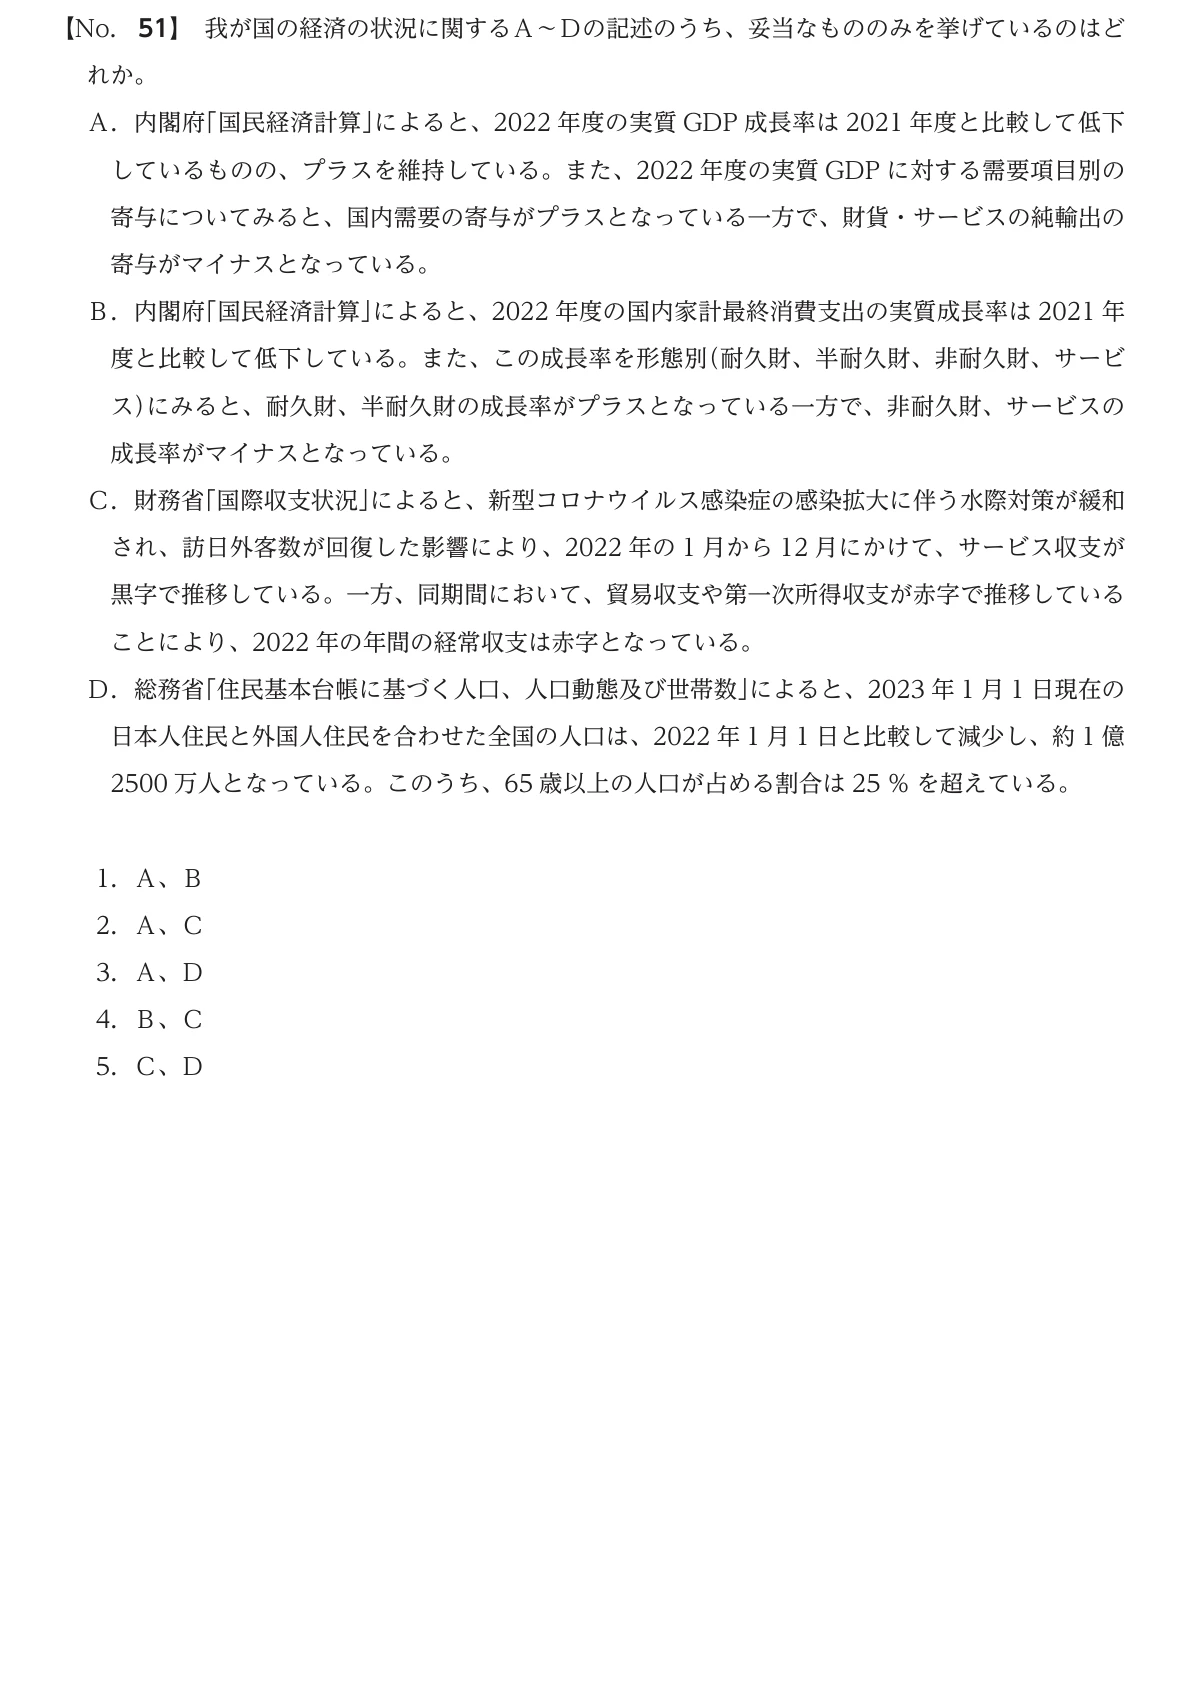 【No. 51】 我が国の経済の状況に関するA～Dの記述のうち、妥当なもののみを挙げているのはど
れか。
A．内閣府｢国民経済計算｣によると、2022 年度の実質 GDP 成長率は 2021 年度と比較して低下
しているものの、プラスを維持している。また、2022 年度の実質 GDP に対する需要項目別の
寄与についてみると、国内需要の寄与がプラスとなっている一方で、財貨・サービスの純輸出の
寄与がマイナスとなっている。
B．内閣府｢国民経済計算｣によると、2022 年度の国内家計最終消費支出の実質成長率は 2021 年
度と比較して低下している。また、この成長率を形態別(耐久財、半耐久財、非耐久財、サービ
ス)にみると、耐久財、半耐久財の成長率がプラスとなっている一方で、非耐久財、サービスの
成長率がマイナスとなっている。
C．財務省｢国際収支状況｣によると、新型コロナウイルス感染症の感染拡大に伴う水際対策が緩和
され、訪日外客数が回復した影響により、2022 年の 1 月から 12 月にかけて、サービス収支が
黒字で推移している。一方、同期間において、貿易収支や第一次所得収支が赤字で推移している
ことにより、2022 年の年間の経常収支は赤字となっている。
D．総務省｢住民基本台帳に基づく人口、人口動態及び世帯数｣によると、2023 年 1 月 1 日現在の
日本人住民と外国人住民を合わせた全国の人口は、2022 年 1 月 1 日と比較して減少し、約 1 億
2500 万人となっている。このうち、65 歳以上の人口が占める割合は 25 % を超えている。
1. A、B
2. A、C
3. A、D
4. B、C
5. C、D